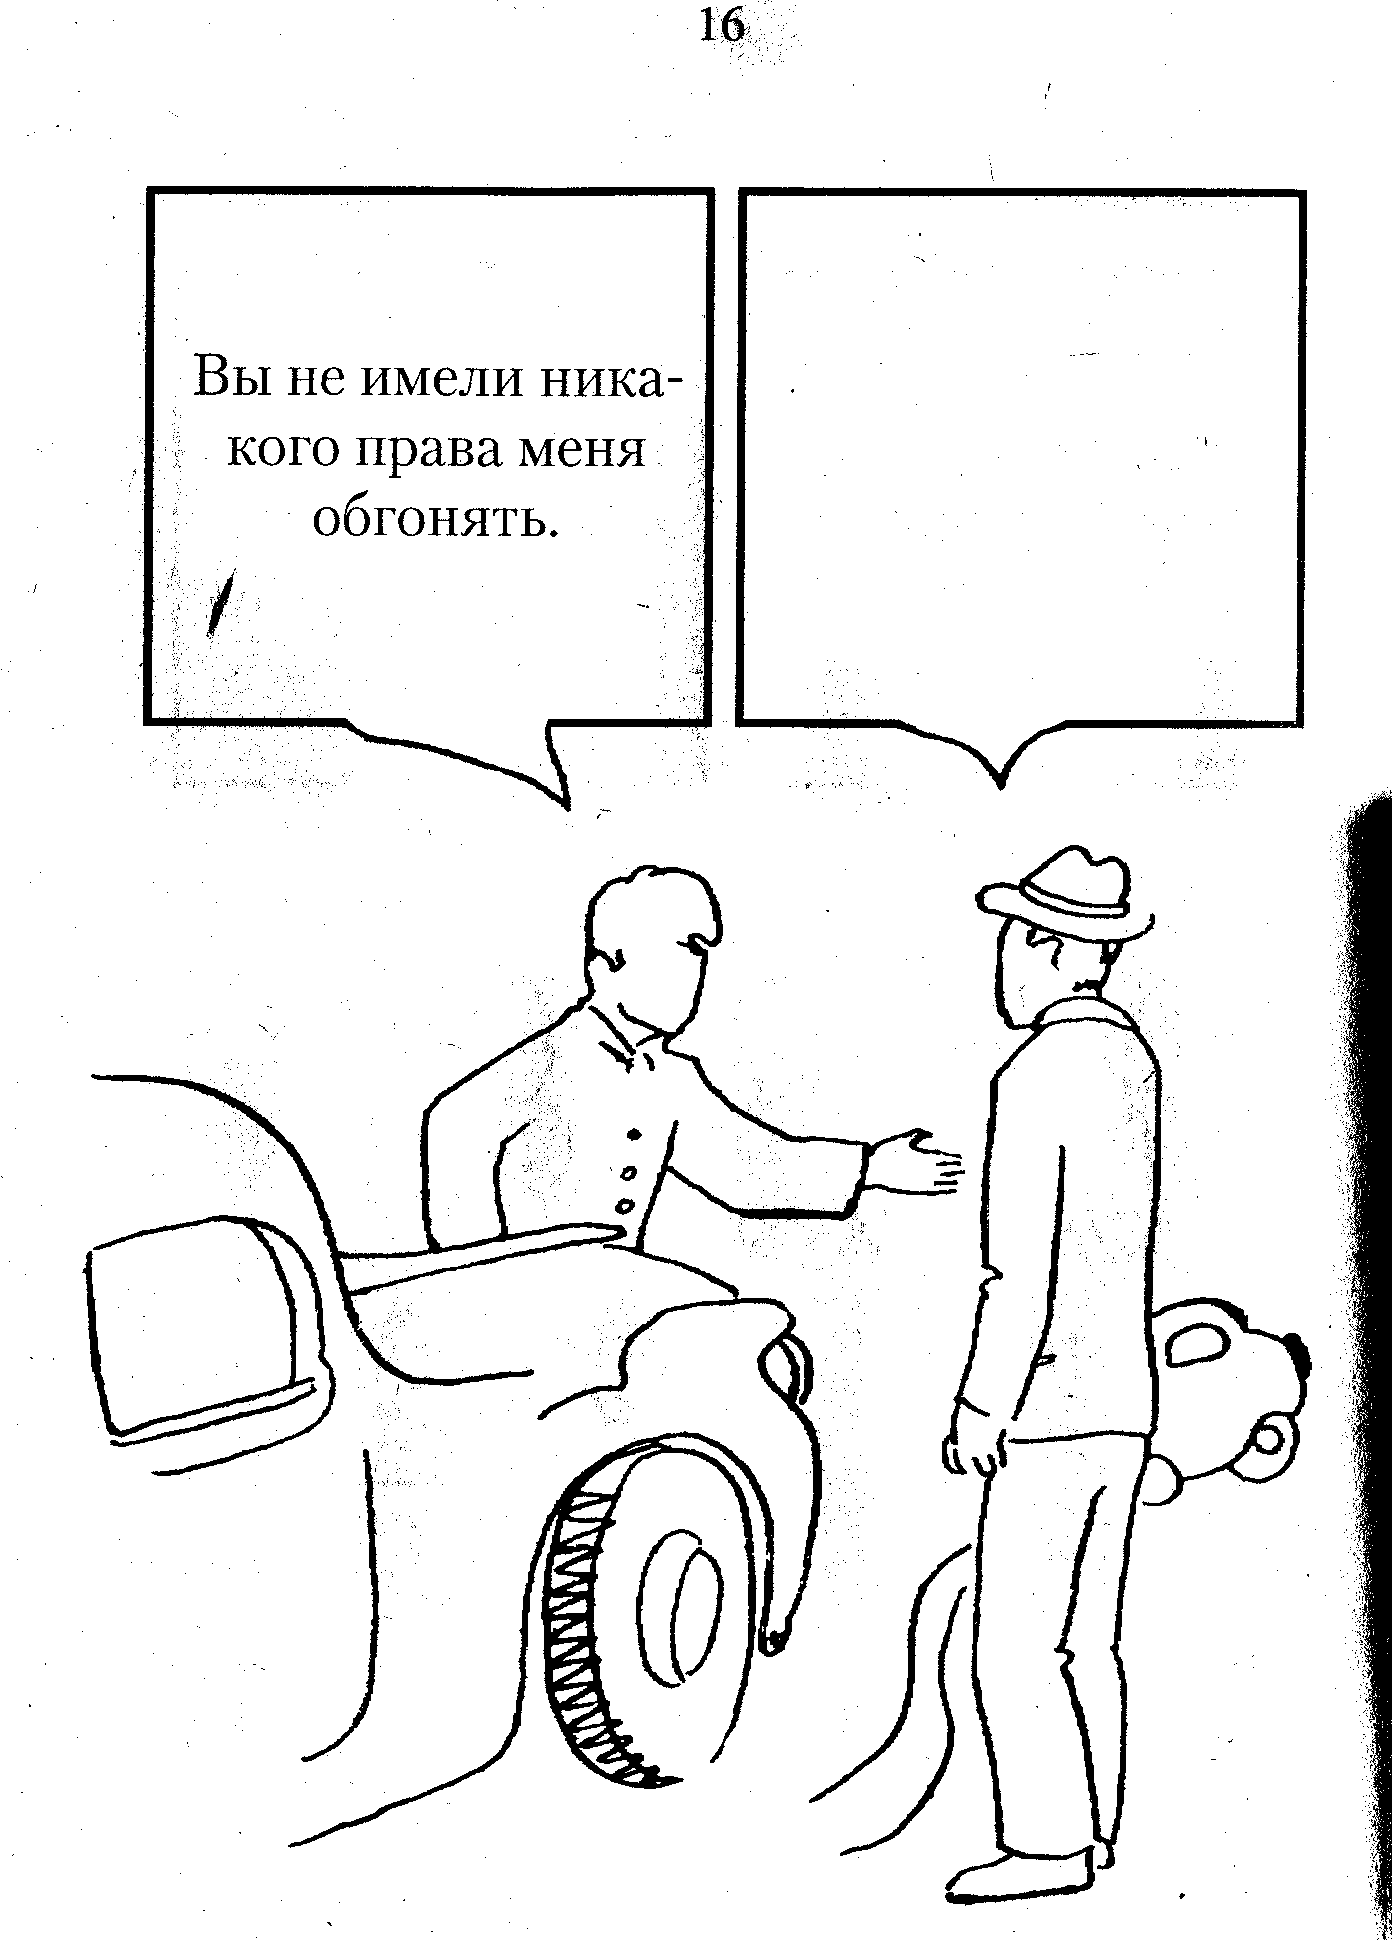 16
Вы не имели ника-
кого права меня
обгонять.